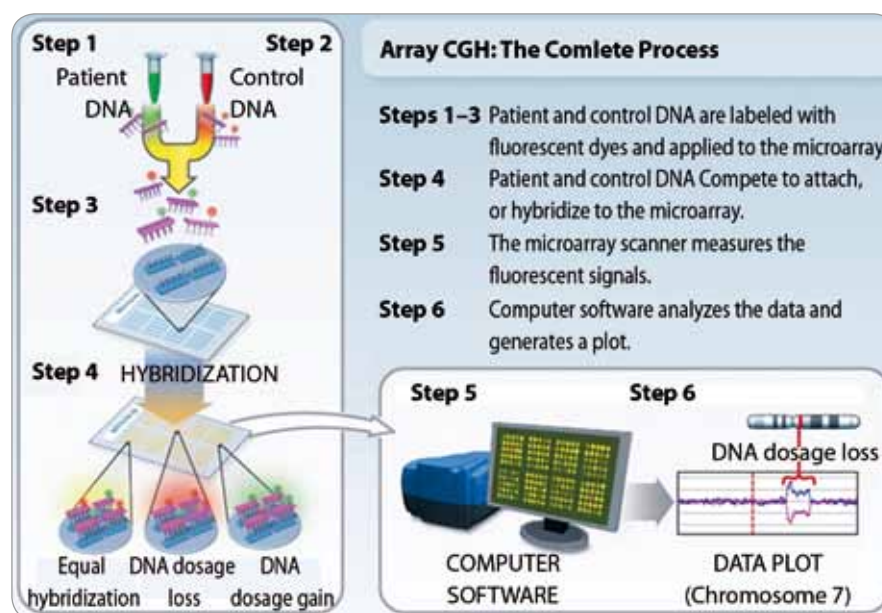 Step 1
Step 2
Patient
DNA
Control
DNA
Step 3
Step 4 HYBRIDIZATION
Equal
hybridization
DNA dosage
loss
DNA
dosage gain
Array CGH: The Comlete Process
Steps 1–3 Patient and control DNA are labeled with
fluorescent dyes and applied to the microarray
Step 4 Patient and control DNA Compete to attach,
or hybridize to the microarray.
Step 5 The microarray scanner measures the
fluorescent signals.
Step 6 Computer software analyzes the data and
generates a plot.
Step 5
Step 6
DNA dosage loss
COMPUTER
SOFTWARE
DATA PLOT
(Chromosome 7)